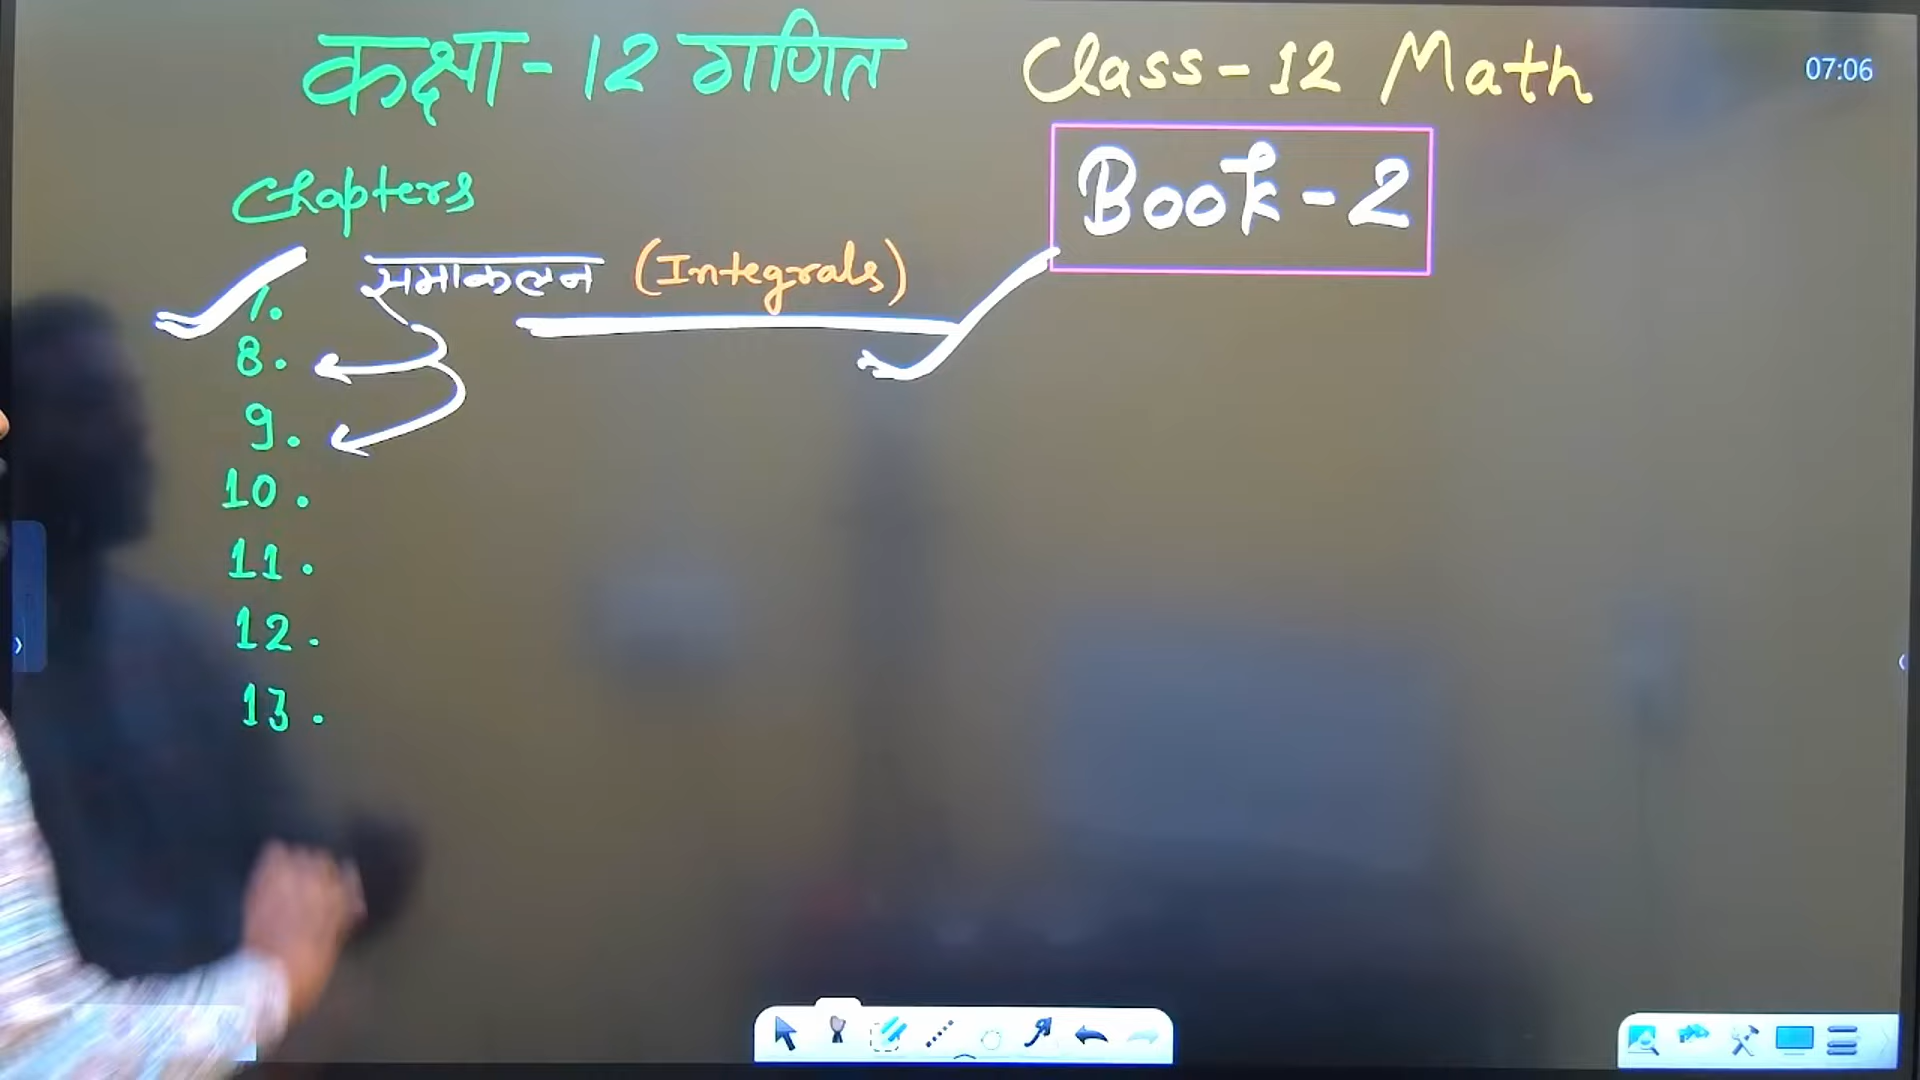 कक्षा-12 गणित Class-12 Math
07:06
Book-2
Chapters
7. समाकलन (Integrals)
8.
9.
10.
11.
12.
13.